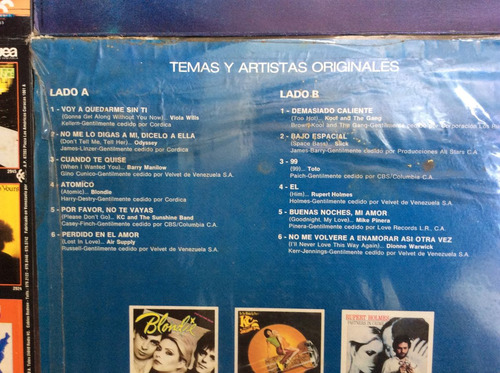 TEMAS Y ARTISTAS ORIGINALES
LADO A
1 - VOY A QUEDARME SIN TI
(Gonna Get Along Without You Now). Viola Wills
Kellem-Gentilmente cedido por Cordica
2 - NO ME LO DIGAS A MI, DICELO A ELLA
(Don't Tell Me, Tell Her). Odyssey
James-Linzer-Gentilmente cedido por Cordica
3 - CUANDO TE QUISE
(When I Wanted You). Barry Manilow
Gino Cunico-Gentilmente cedido por Velvet de Venezuela S.A.
4 - ATOMICO
(Atomic). Blondie
Harry-Destry-Gentilmente cedido por Cordica
5 - POR FAVOR, NO TE VAYAS
(Please Don't Go). KC and The Sunshine Band
Casey-Finch-Gentilmente cedido por CBS/Columbia C.A.
6 - PERDIDO EN EL AMOR
(Lost in Love). Air Supply
Russell-Gentilmente cedido por Velvet de Venezuela S.A.
LADO B
1 - DEMASIADO CALIENTE
(Too Hot). Kool and The Gang
Brown-Kool and The Gang-Gentilmente
2 - BAJO ESPACIAL
(Space Bass). Slick
James-Barry-Gentilmente cedido por Producciones All Stars C.A.
3 - 99
(99). Toto
Paich-Gentilmente cedido por CBS/Columbia C.A.
4 - EL
(Him). Rupert Holmes
Holmes-Gentilmente cedido por Velvet de Venezuela S.A.
5 - BUENAS NOCHES, MI AMOR
(Goodnight, My Love). Mike Pinera
Pinera-Gentilmente cedido por Love Records L.R., C.A.
6 - NO ME VOLVERE A ENAMORAR ASI OTRA VEZ
(I'll Never Love This Way Again). Dionne Warwick
Kerr-Jennings-Gentilmente cedido por Velvet de Venezuela S.A.
Blondie
KC
RUPERT HOLMES